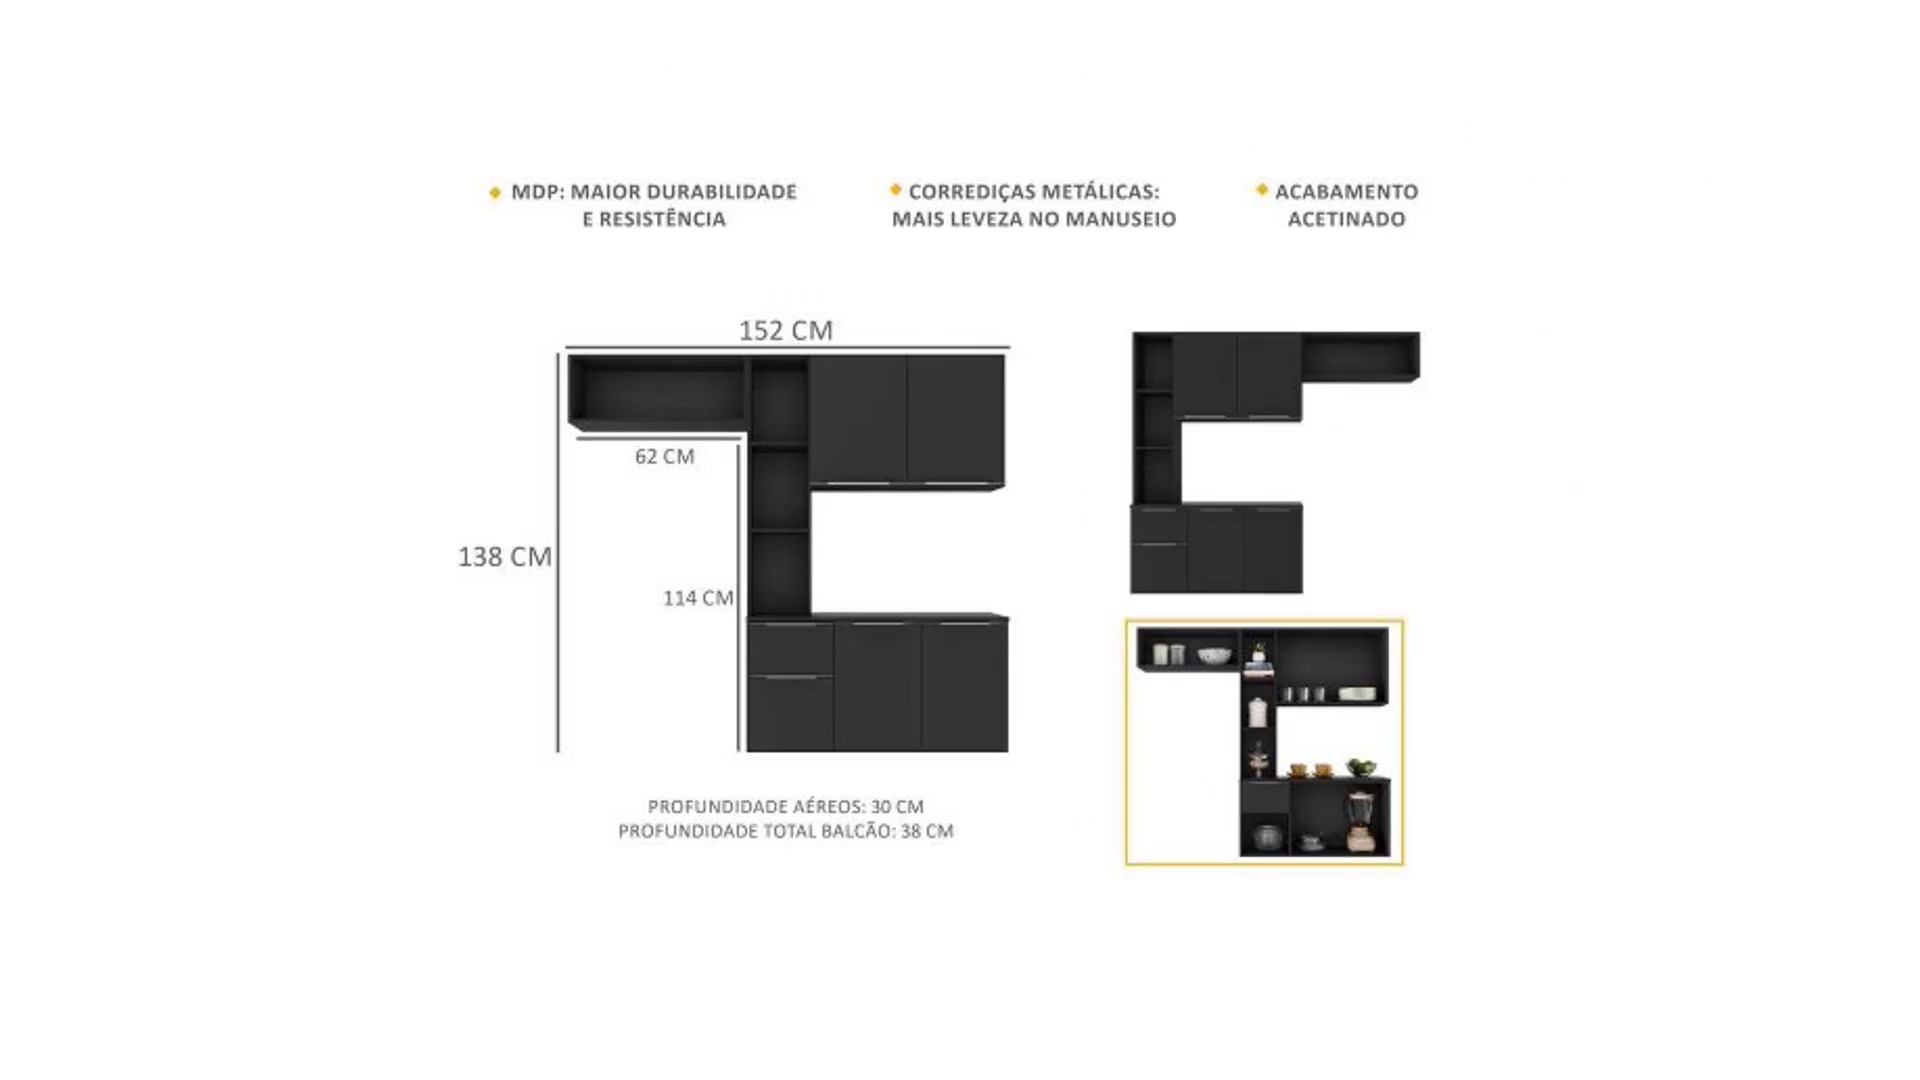 MDP: MAIOR DURABILIDADE
E RESISTÊNCIA
CORREDIÇAS METÁLICAS:
MAIS LEVEZA NO MANUSEIO
ACABAMENTO
ACETINADO
152 CM
62 CM
138 CM
114 CM
PROFUNDIDADE AÉREOS: 30 CM
PROFUNDIDADE TOTAL BALCÃO: 38 CM